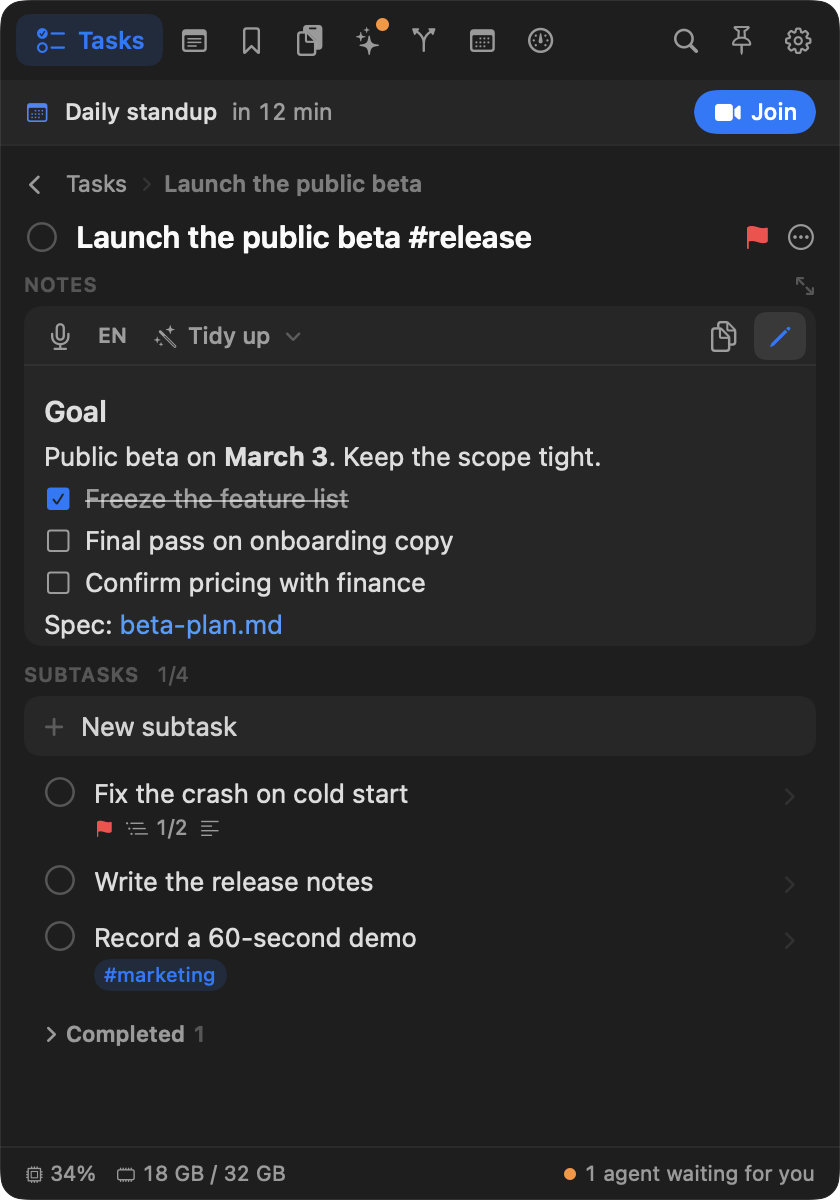 Tasks
Daily standup in 12 min
Join
Tasks Launch the public beta
Launch the public beta #release
NOTES
EN Tidy up
Goal
Public beta on March 3. Keep the scope tight.
Freeze the feature list
Final pass on onboarding copy
Confirm pricing with finance
Spec: beta-plan.md
SUBTASKS 1/4
New subtask
Fix the crash on cold start
1/2
Write the release notes
Record a 60-second demo
#marketing
Completed 1
34% 18 GB / 32 GB 1 agent waiting for you